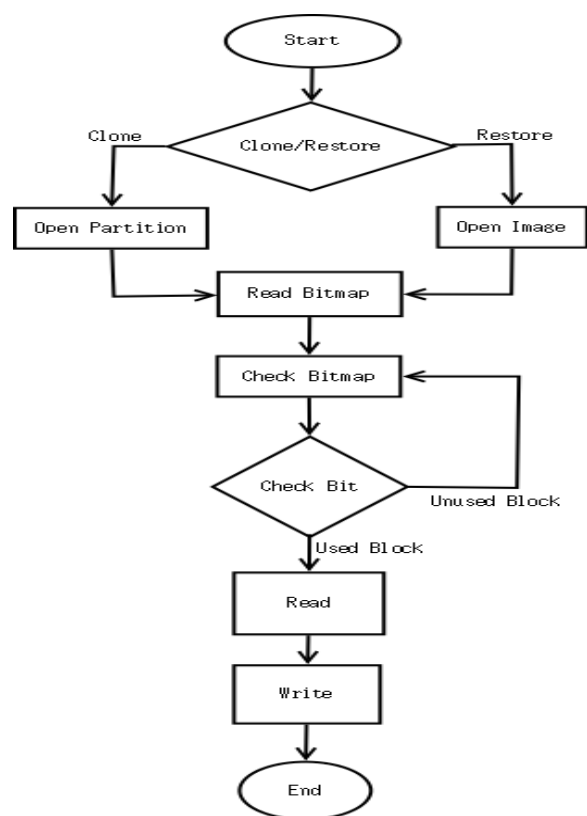 Start
Clone
Clone/Restore
Restore
Open Partition
Open Image
Read Bitmap
Check Bitmap
Check Bit
Unused Block
Used Block
Read
Write
End